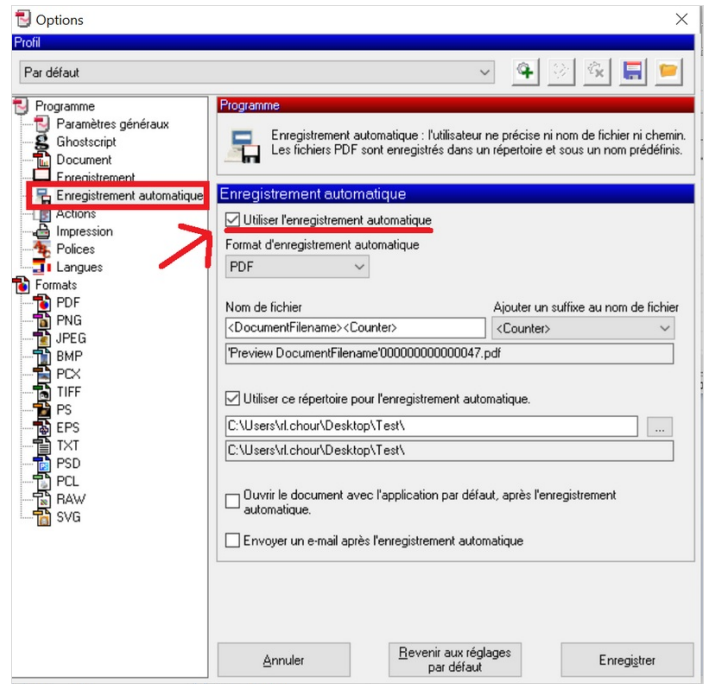 Options
Profil
Par défaut
Programme
Paramètres généraux
Ghostscript
Document
Enregistrement
Enregistrement automatique
Actions
Impression
Polices
Langues
Formats
PDF
PNG
JPEG
BMP
PCX
TIFF
PS
EPS
TXT
PSD
PCL
RAW
SVG
Programme
Enregistrement automatique : l'utilisateur ne précise ni nom de fichier ni chemin.
Les fichiers PDF sont enregistrés dans un répertoire et sous un nom prédéfinis.
Enregistrement automatique
Utiliser l'enregistrement automatique
Format d'enregistrement automatique
PDF
Nom de fichier
Ajouter un suffixe au nom de fichier
<DocumentFilename><Counter>
<Counter>
'Preview DocumentFilename'000000000000047.pdf
Utiliser ce répertoire pour l'enregistrement automatique.
C:\Users\rl.chour\Desktop\Test\
...
C:\Users\rl.chour\Desktop\Test\
Ouvrir le document avec l'application par défaut, après l'enregistrement
automatique.
Envoyer un e-mail après l'enregistrement automatique
Annuler
Revenir aux réglages
par défaut
Enregistrer